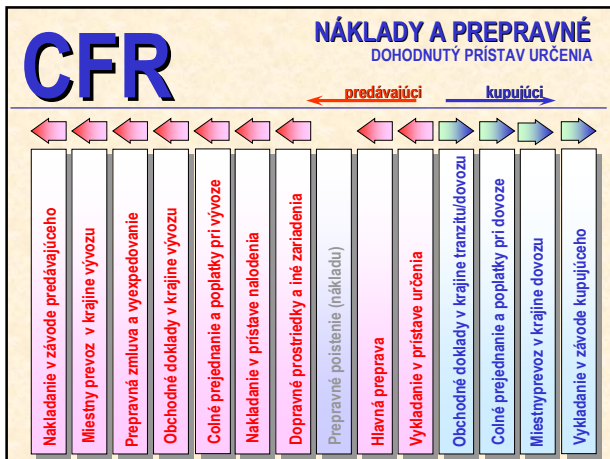 CFR
NÁKLADY A PREPRAVNÉ
DOHODNUTÝ PRÍSTAV URČENIA
predávajúci
kupujúci
Nakladanie v závode predávajúceho
Miestny prevoz v krajine vývozu
Prepravná zmluva a vyexpedovanie
Obchodné doklady v krajine vývozu
Colné prejednanie a poplatky pri vývoze
Nakladanie v prístave nalodenia
Dopravné prostriedky a iné zariadenia
Prepravné poistenie (nákladu)
Hlavná preprava
Vykladanie v prístave určenia
Obchodné doklady v krajine tranzitu/dovozu
Colné prejednanie a poplatky pri dovoze
Miestnyprevoz v krajine dovozu
Vykladanie v závode kupujúceho